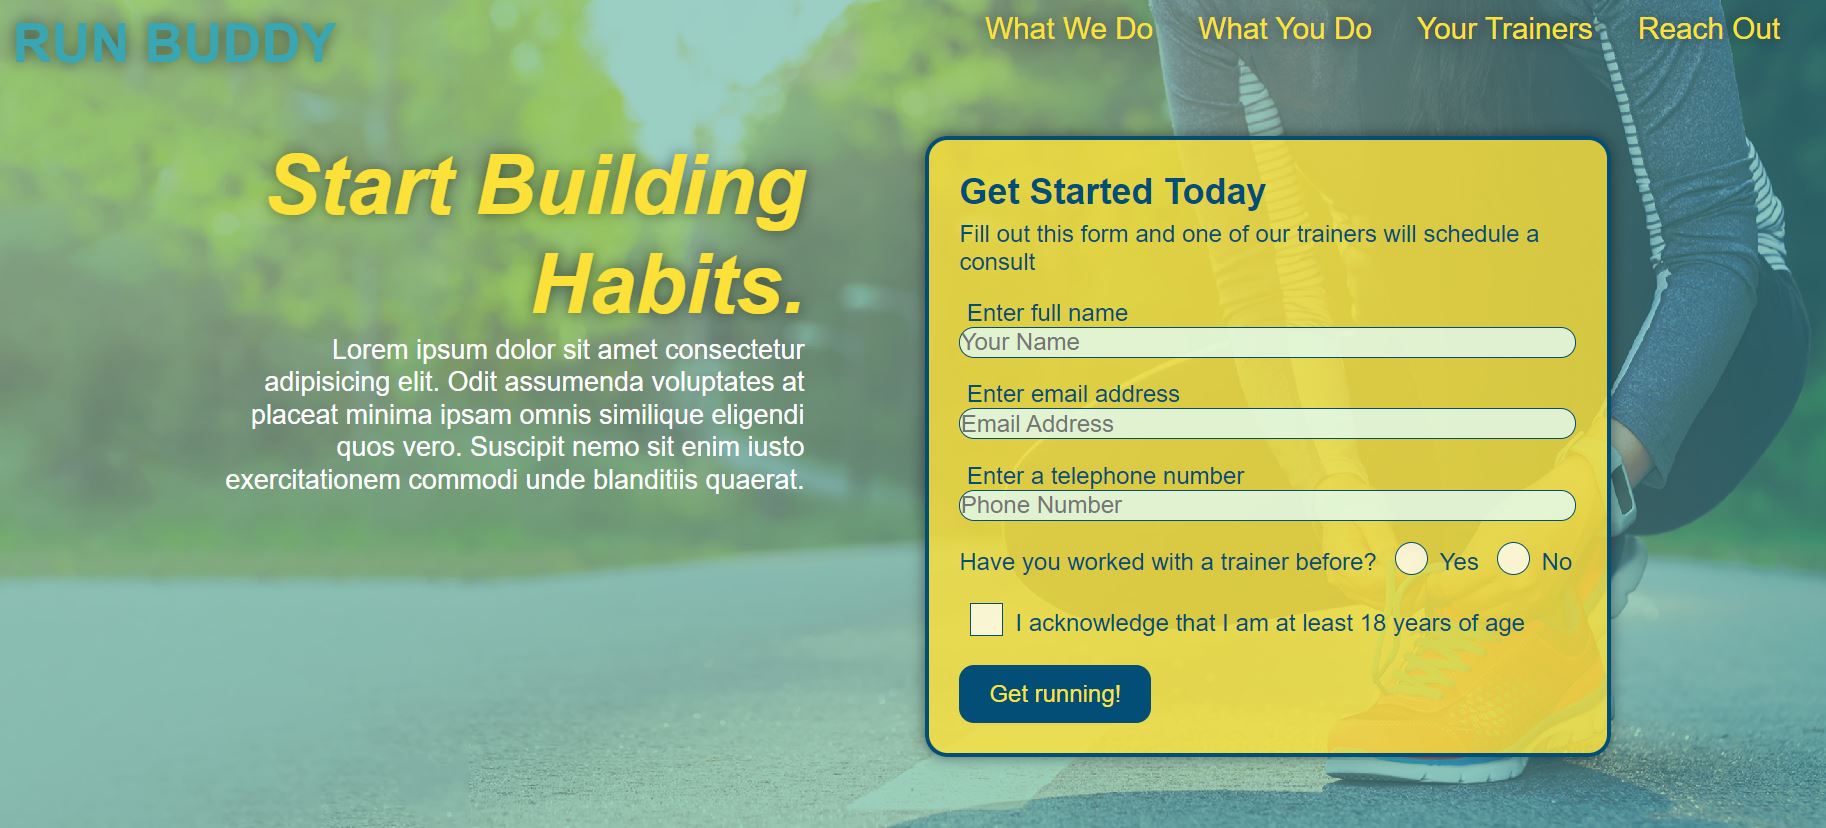 RUN BUDDY
What We Do
What You Do
Your Trainers
Reach Out
Start Building
Habits.
Lorem ipsum dolor sit amet consectetur
adipisicing elit. Odit assumenda voluptates at
placeat minima ipsam omnis similique eligendi
quos vero. Suscipit nemo sit enim iusto
exercitationem commodi unde blanditiis quaerat.
Get Started Today
Fill out this form and one of our trainers will schedule a
consult
Enter full name
Your Name
Enter email address
Email Address
Enter a telephone number
Phone Number
Have you worked with a trainer before? Yes No
I acknowledge that I am at least 18 years of age
Get running!